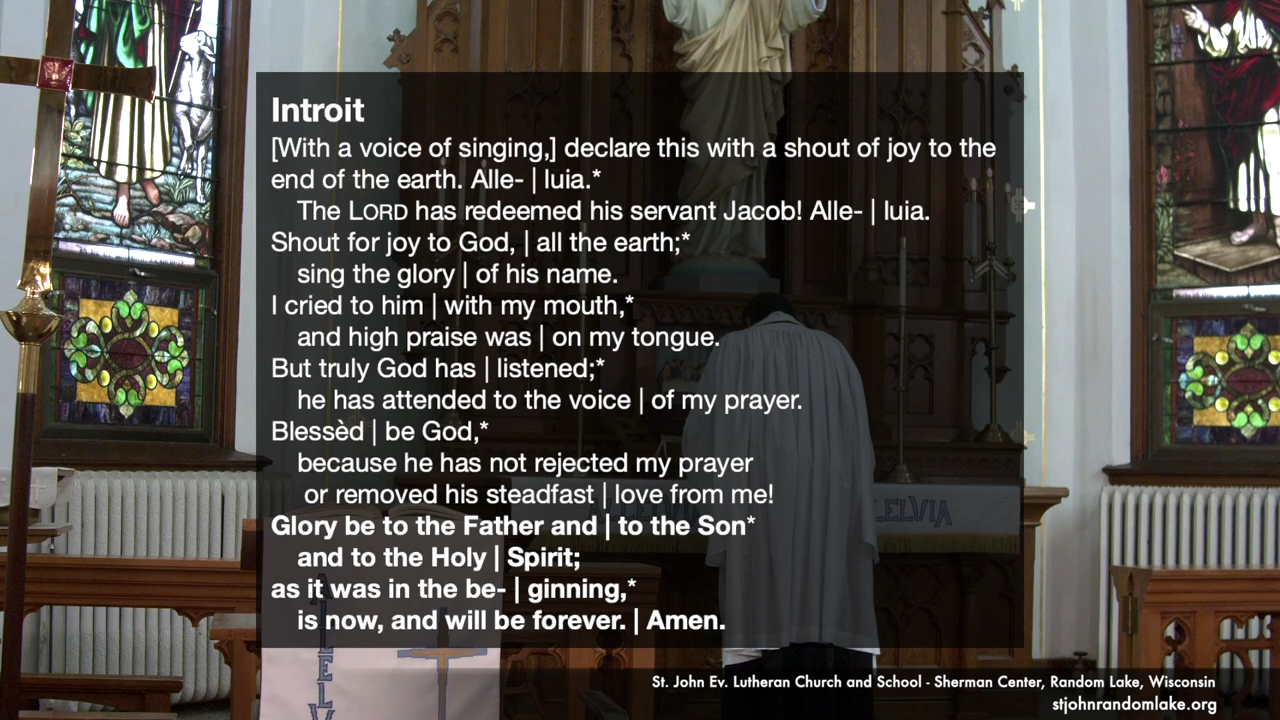 Introit
[With a voice of singing,] declare this with a shout of joy to the
end of the earth. Alle- | luia.*
The LORD has redeemed his servant Jacob! Alle- | luia.
Shout for joy to God, | all the earth;*
sing the glory | of his name.
I cried to him | with my mouth,*
and high praise was | on my tongue.
But truly God has | listened;*
he has attended to the voice | of my prayer.
Blessèd | be God,*
because he has not rejected my prayer
or removed his steadfast | love from me!
Glory be to the Father and | to the Son*
and to the Holy | Spirit;
as it was in the be- | ginning,*
is now, and will be forever. | Amen.
St. John Ev. Lutheran Church and School - Sherman Center, Random Lake, Wisconsin
stjohnrandomlake.org